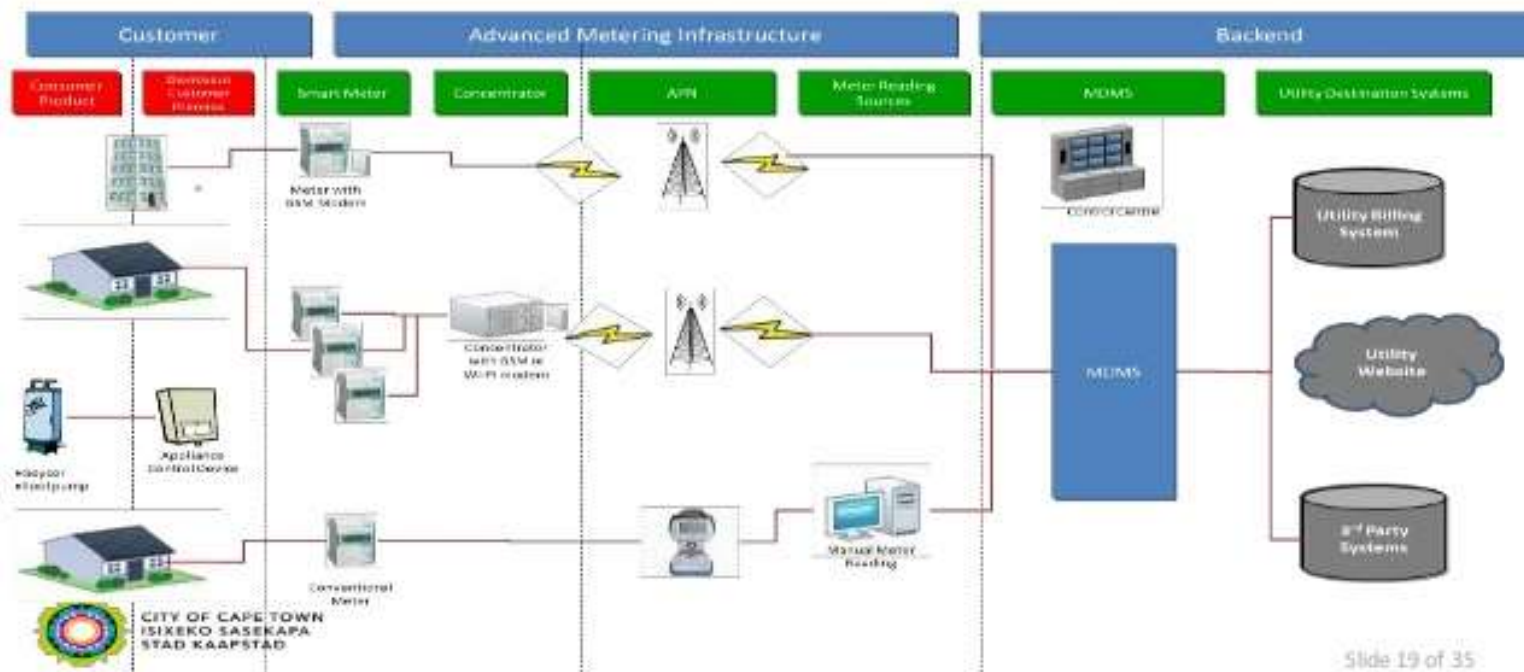 Customer
Advanced Metering Infrastructure
Backend
Consumer
Product
Customer
Smart Meter
Concentrator
APN
Meter Reading
Sources
MDMS
Utility Destination Systems
Meter with
GSM Modem
Control Centre
Utility Billing
System
Concentrator
with GSM
WI-FI modem
MDMS
Utility
Website
Appliance
Control Device
Manual Meter
Reading
3rd Party
Systems
Conventional
Meter
CITY OF CAPE TOWN
ISIXEKO SASEKAPA
STAD KAAPSTAD
Slide 19 of 35